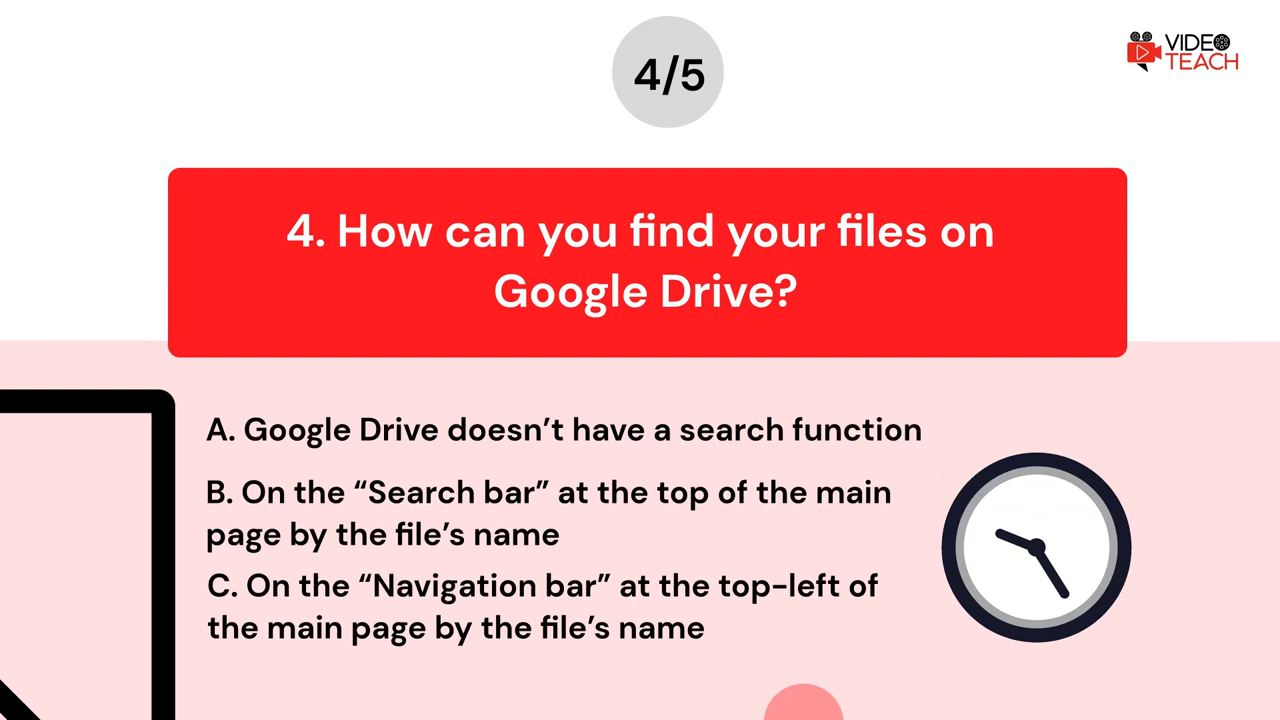 4/5
VIDEO
TEACH
4. How can you find your files on
Google Drive?
A. Google Drive doesn’t have a search function
B. On the “Search bar” at the top of the main
page by the file’s name
C. On the “Navigation bar” at the top-left of
the main page by the file’s name